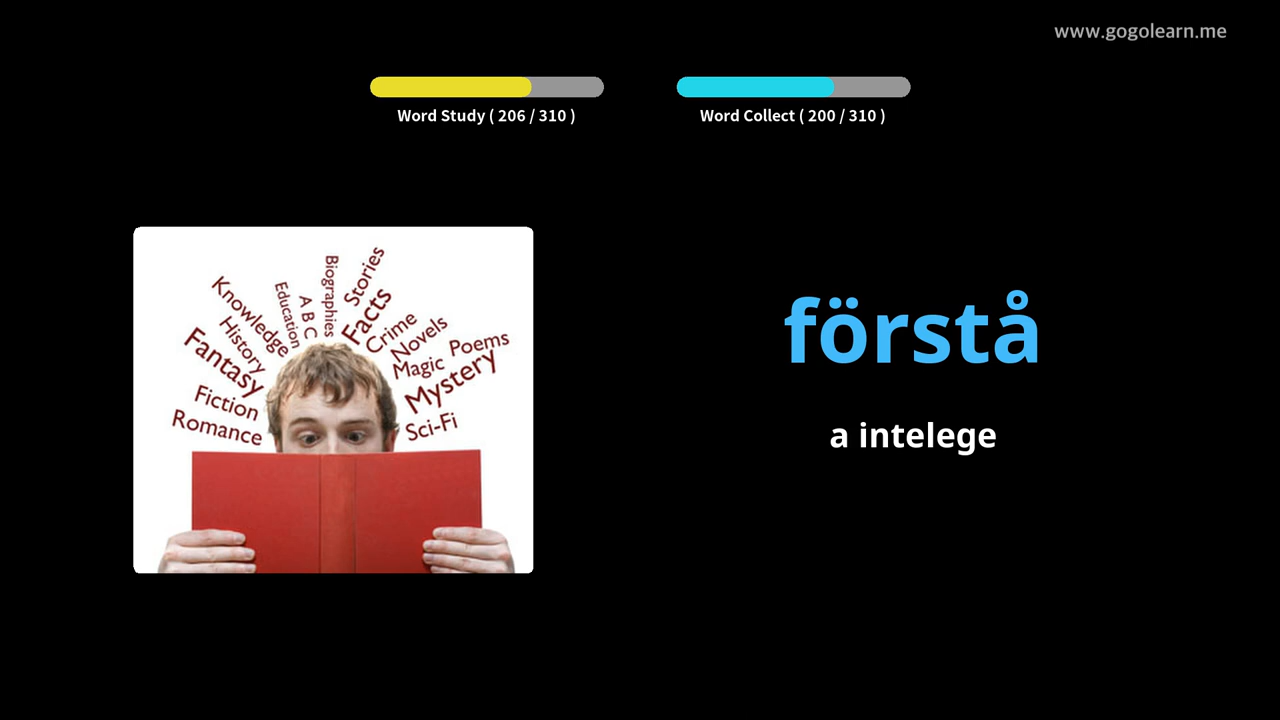 www.gogolearn.me
Word Study ( 206 / 310 )
Word Collect ( 200 / 310 )
Biographies
Stories
Education
A B C
Facts
Knowledge
Crime
History
Novels
Poems
Fantasy
Magic
Mystery
Fiction
Sci-Fi
Romance
förstå
a intelege